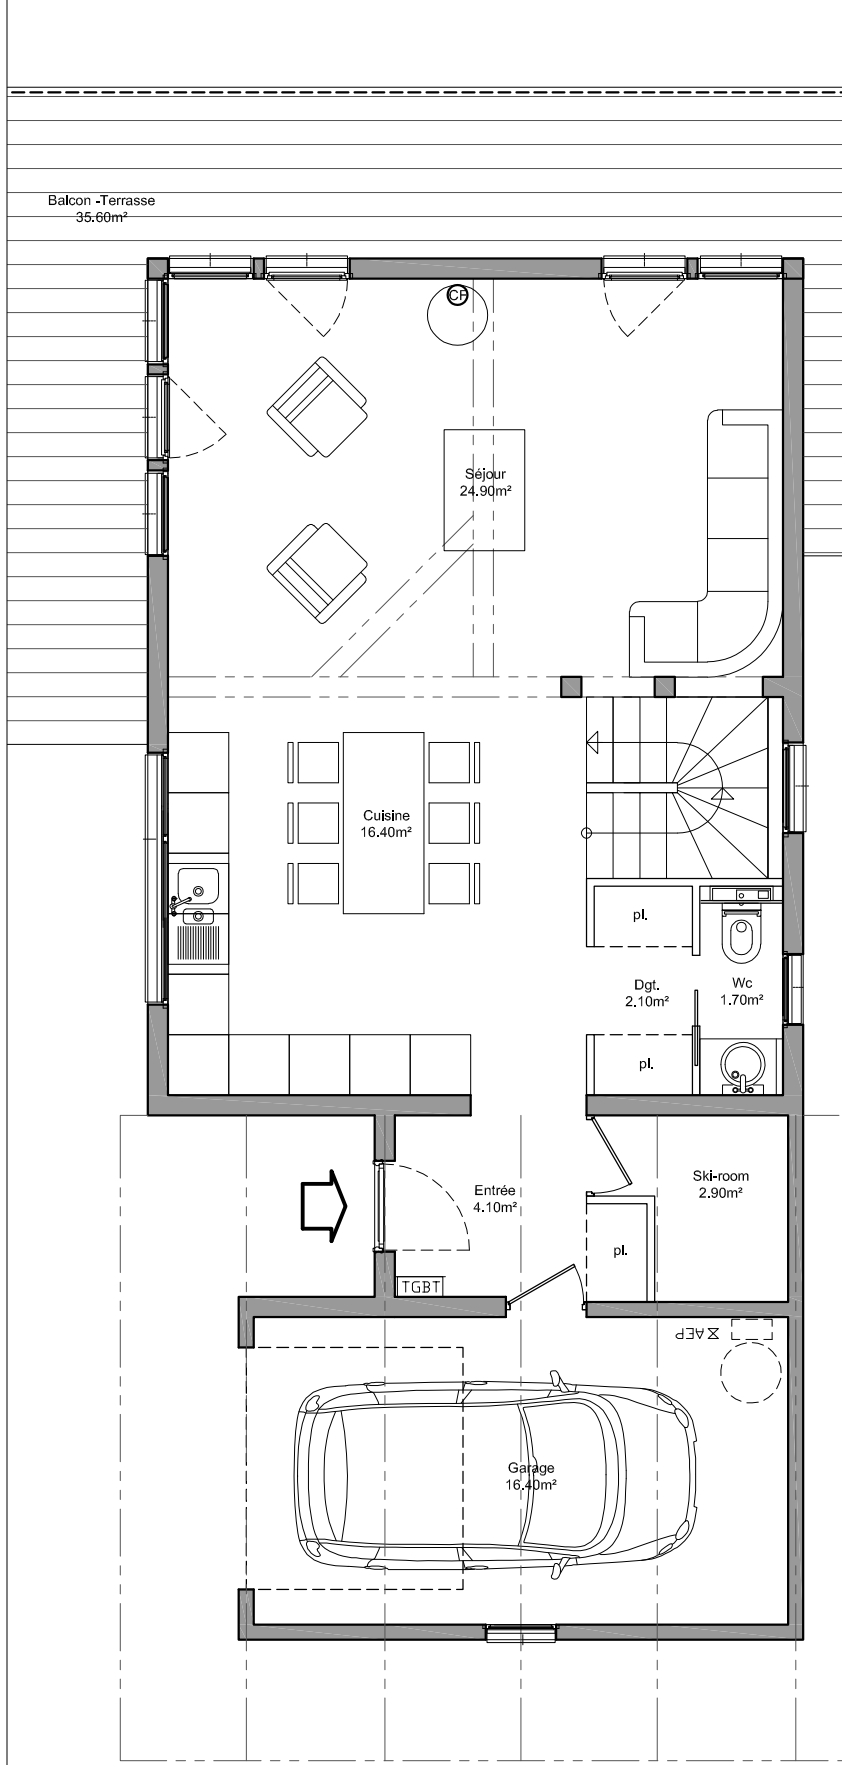 Balcon -Terrasse
35.60m²
CF
Séjour
24.90m²
Cuisine
16.40m²
pl.
Dgt.
2.10m²
Wc
1.70m²
pl.
Entrée
4.10m²
Ski-room
2.90m²
pl.
TGBT
AEP
Garage
16.40m²